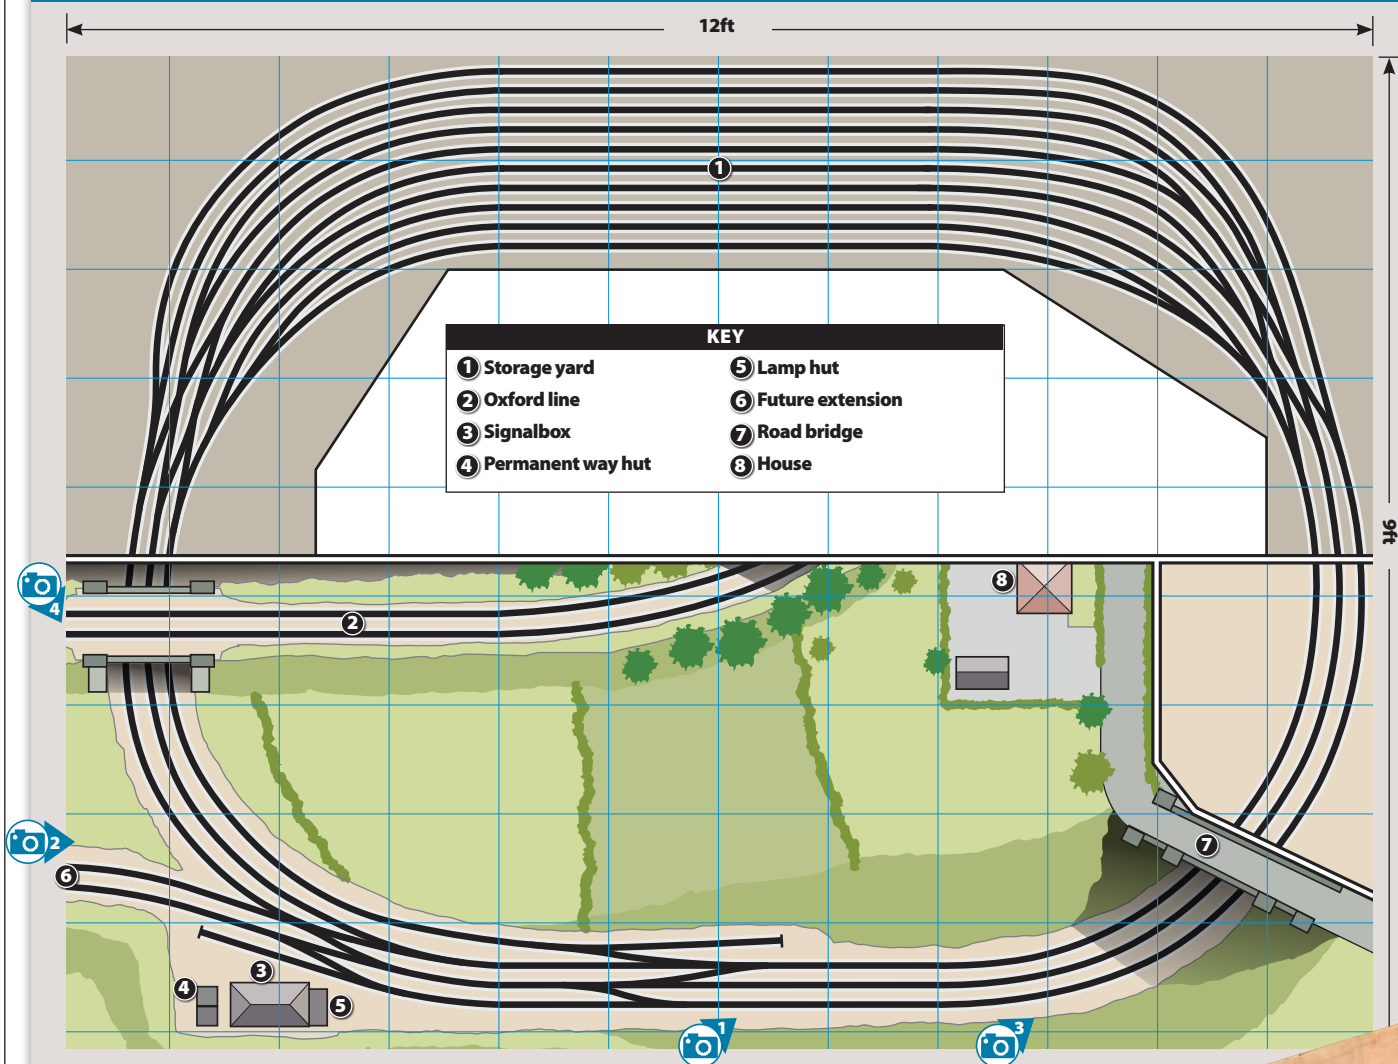 12ft
9ft
1
KEY
1 Storage yard
2 Oxford line
3 Signalbox
4 Permanent way hut
5 Lamp hut
6 Future extension
7 Road bridge
8 House
4
8
2
2
7
6
3
4
5
1
3